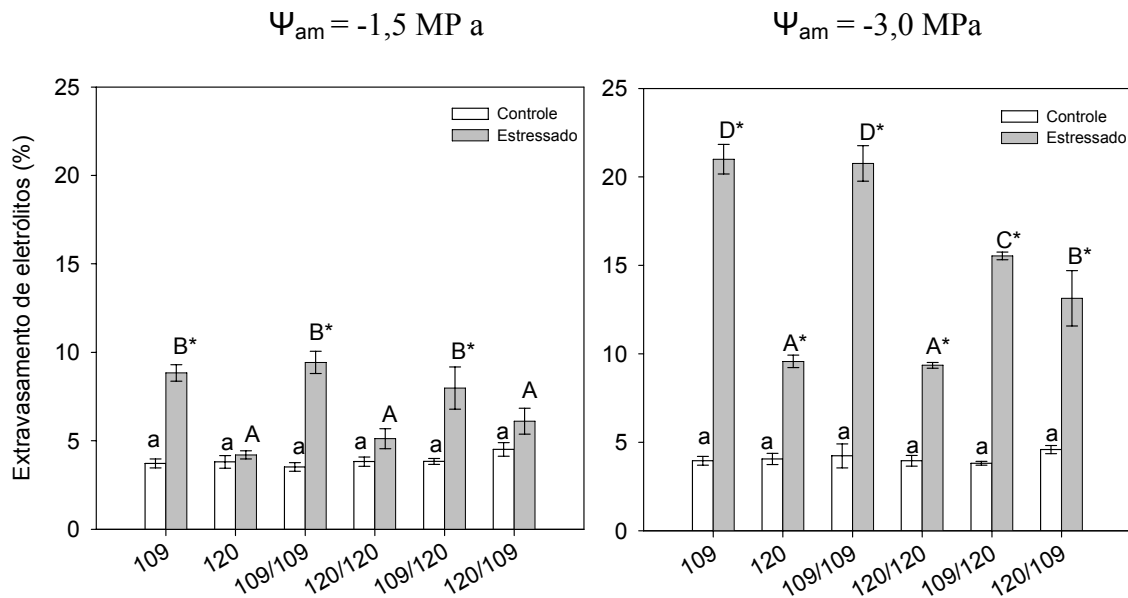 Ψam = -1,5 MP a
Ψam = -3,0 MPa
Extravasamento de eletrólitos (%)
25
20
15
10
5
0
Controle
Estressado
a
B*
a
A
a
B*
a
A
a
B*
a
A
109
120
109/109
120/120
109/120
120/109
25
20
15
10
5
0
Controle
Estressado
a
D*
a
A*
a
D*
a
A*
a
C*
a
B*
109
120
109/109
120/120
109/120
120/109